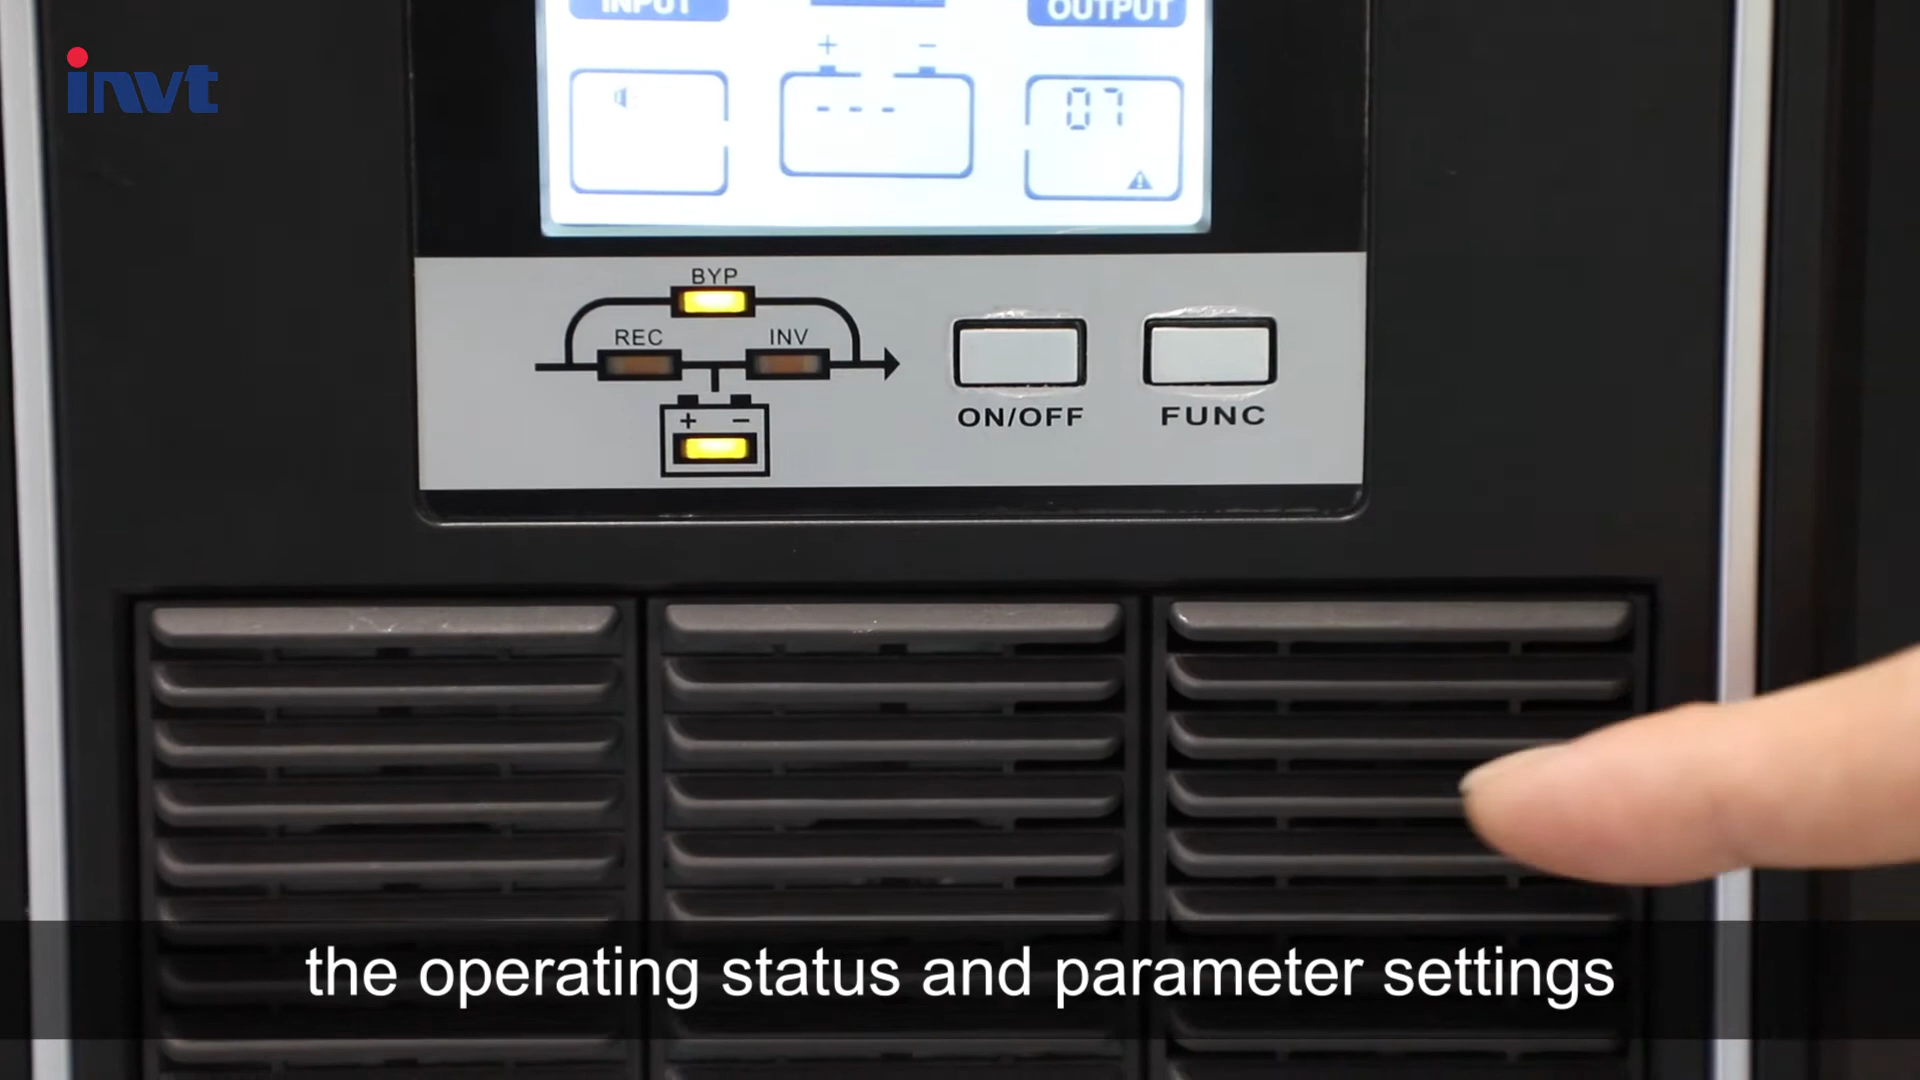 invt
INPUT
OUTPUT
+ -
- - -
07
BYP
REC
INV
+ -
ON/OFF
FUNC
the operating status and parameter settings